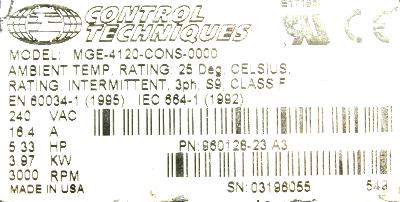 CONTROL
TECHNIQUES
MODEL: MGE-4120-CONS-0000
AMBIENT TEMP. RATING: 25 Deg. CELSIUS,
RATING: INTERMITTENT, 3ph, S9, CLASS F
EN 60034-1 (1995) IEC 664-1 (1992)
240 VAC
16.4 A
5.33 HP PN: 960128-23 A3
3.97 KW
3000 RPM
MADE IN USA SN: 03196055